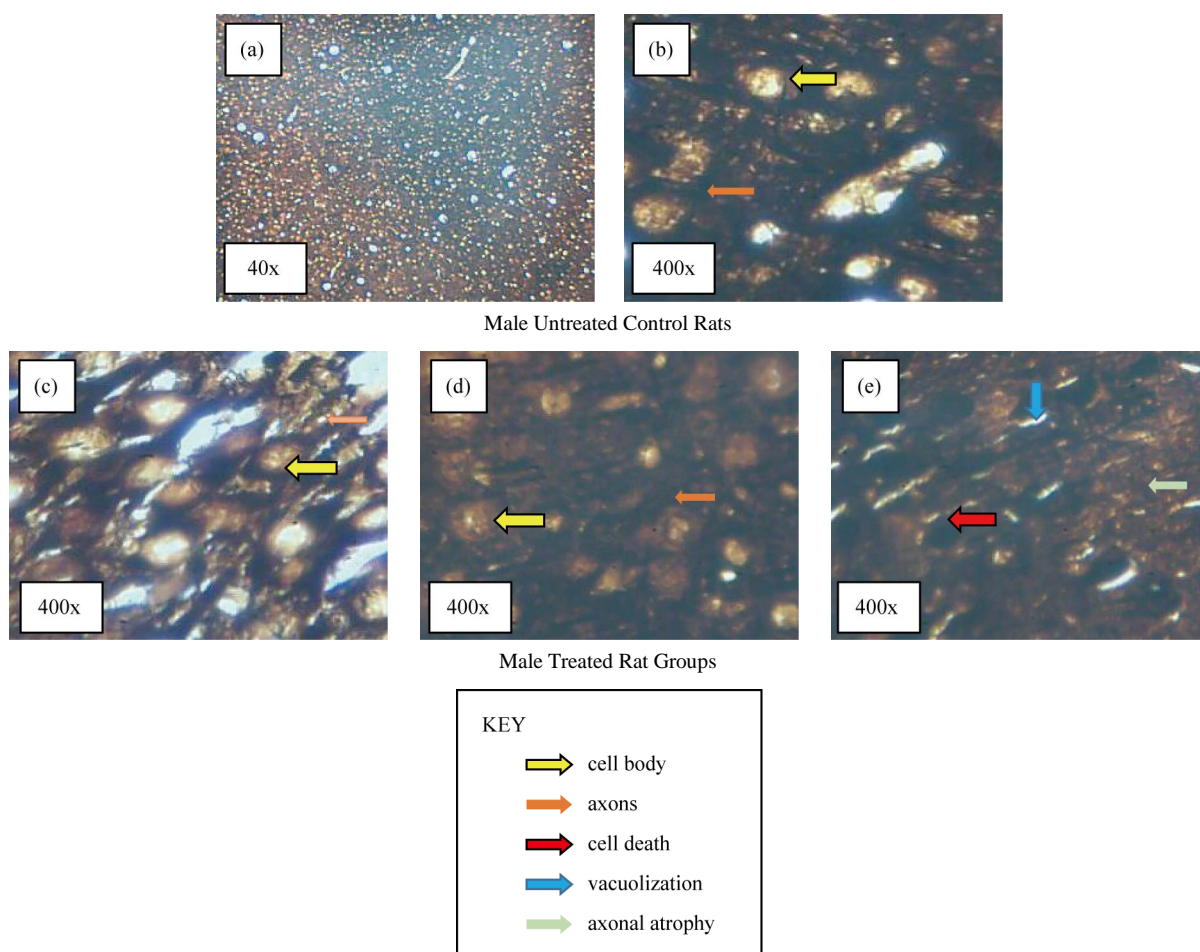 (a)
(b)
40x
400x
Male Untreated Control Rats
(c)
(d)
(e)
400x
400x
400x
Male Treated Rat Groups
KEY
cell body
axons
cell death
vacuolization
axonal atrophy